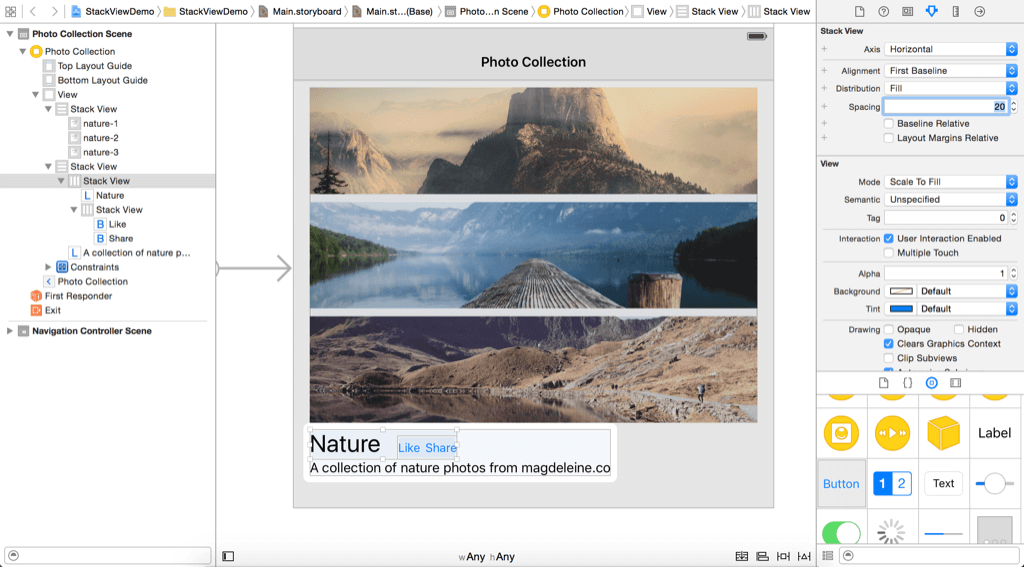 StackViewDemo
StackViewDemo
Main.storyboard
Main.st...(Base)
Photo...n Scene
Photo Collection
View
Stack View
Stack View
Photo Collection Scene
Photo Collection
Top Layout Guide
Bottom Layout Guide
View
Stack View
nature-1
nature-2
nature-3
Stack View
Stack View
L Nature
Stack View
B Like
B Share
L A collection of nature p...
Constraints
Photo Collection
First Responder
Exit
Navigation Controller Scene
Photo Collection
Nature
Like Share
A collection of nature photos from magdeleine.co
wAny hAny
Stack View
Axis Horizontal
Alignment First Baseline
Distribution Fill
Spacing 20
Baseline Relative
Layout Margins Relative
View
Mode Scale To Fill
Semantic Unspecified
Tag 0
Interaction User Interaction Enabled
Multiple Touch
Alpha 1
Background Default
Tint Default
Drawing Opaque Hidden
Clears Graphics Context
Clip Subviews
Label
Button
1 2
Text